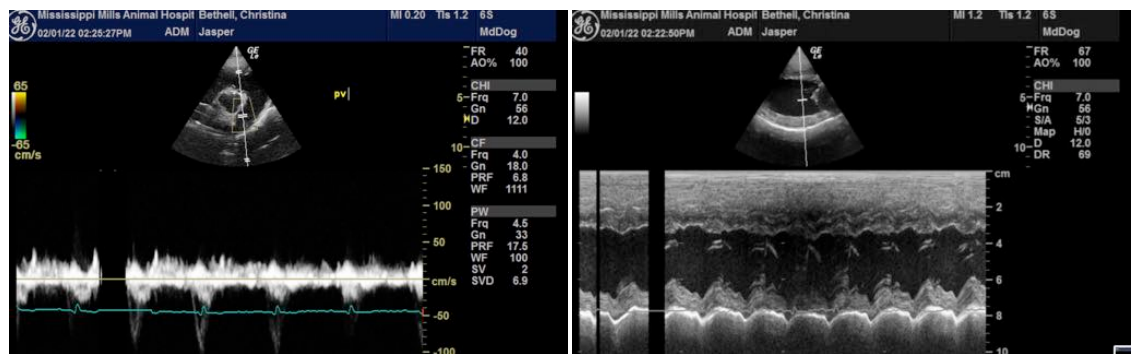 Mississippi Mills Animal Hospit Bethell, Christina MI 0.20 TIs 1.2 6S
02/01/22 02:25:27PM ADM Jasper MdDog
GE
FR 40
AO% 100
65
CHI
pv
5
Frq 7.0
Gn 56
D 12.0
-65
cm/s
CF
10
Frq 4.0
Gn 18.0
PRF 6.8
WF 1111
150
100
PW
Frq 4.5
Gn 33
PRF 17.5
WF 100
SV 2
SVD 6.9
50
cm/s
-50
-100
Mississippi Mills Animal Hospit Bethell, Christina MI 1.2 TIs 1.2 6S
02/01/22 02:22:50PM ADM Jasper MdDog
GE
FR 67
AO% 100
CHI
5
Frq 7.0
Gn 56
S/A 5/3
Map H/0
10
D 12.0
DR 69
cm
2
4
6
8
10